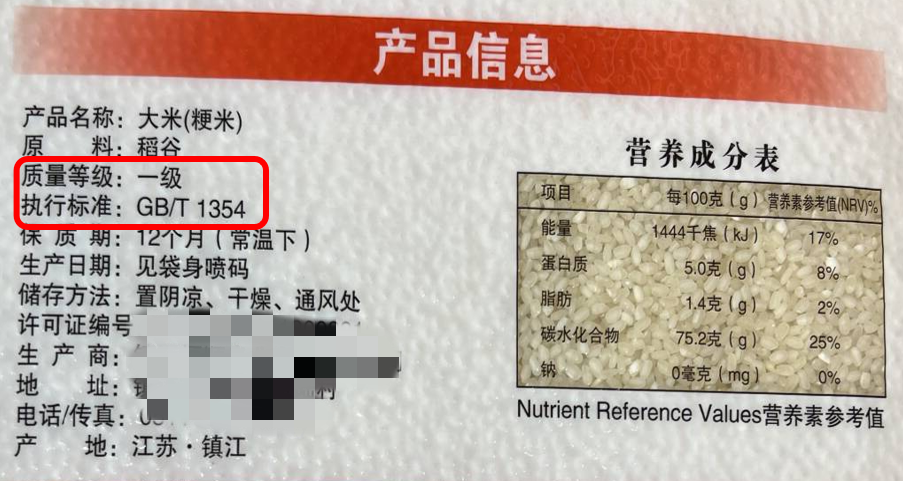 产品信息
产品名称：大米(粳米)
原　　料：稻谷
质量等级：一级
执行标准：GB/T 1354
保 质 期：12个月（常温下）
生产日期：见袋身喷码
储存方法：置阴凉、干燥、通风处
许可证编号
生 产 商：
地　　址：
电话/传真：
产　　地：江苏·镇江
营养成分表
项目 每100克（g） 营养素参考值(NRV)%
能量 1444千焦（kJ） 17%
蛋白质 5.0克（g） 8%
脂肪 1.4克（g） 2%
碳水化合物 75.2克（g） 25%
钠 0毫克（mg） 0%
Nutrient Reference Values营养素参考值